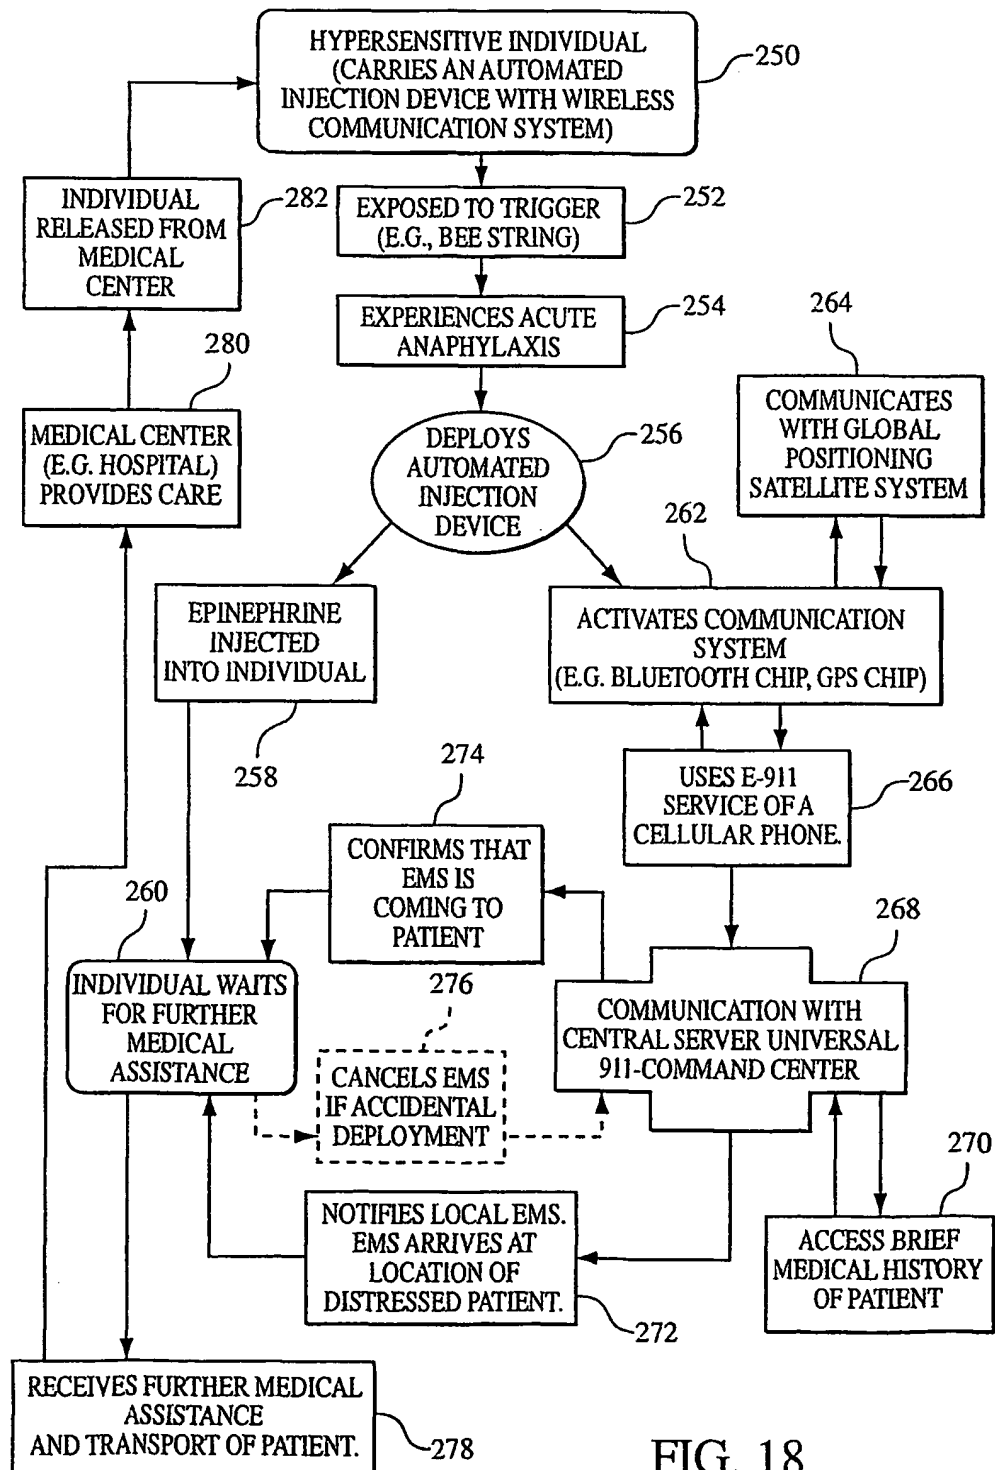 HYPERSENSITIVE INDIVIDUAL
(CARRIES AN AUTOMATED
INJECTION DEVICE WITH WIRELESS
COMMUNICATION SYSTEM)
250
INDIVIDUAL
RELEASED FROM
MEDICAL
CENTER
282
EXPOSED TO TRIGGER
(E.G., BEE STRING)
252
EXPERIENCES ACUTE
ANAPHYLAXIS
254
264
COMMUNICATES
WITH GLOBAL
POSITIONING
SATELLITE SYSTEM
280
MEDICAL CENTER
(E.G. HOSPITAL)
PROVIDES CARE
DEPLOYS
AUTOMATED
INJECTION
DEVICE
256
262
ACTIVATES COMMUNICATION
SYSTEM
(E.G. BLUETOOTH CHIP, GPS CHIP)
EPINEPHRINE
INJECTED
INTO INDIVIDUAL
258
USES E-911
SERVICE OF A
CELLULAR PHONE.
266
274
CONFIRMS THAT
EMS IS
COMING TO
PATIENT
260
INDIVIDUAL WAITS
FOR FURTHER
MEDICAL
ASSISTANCE
276
CANCELS EMS
IF ACCIDENTAL
DEPLOYMENT
268
COMMUNICATION WITH
CENTRAL SERVER UNIVERSAL
911-COMMAND CENTER
270
ACCESS BRIEF
MEDICAL HISTORY
OF PATIENT
NOTIFIES LOCAL EMS.
EMS ARRIVES AT
LOCATION OF
DISTRESSED PATIENT.
272
RECEIVES FURTHER MEDICAL
ASSISTANCE
AND TRANSPORT OF PATIENT.
278
FIG. 18